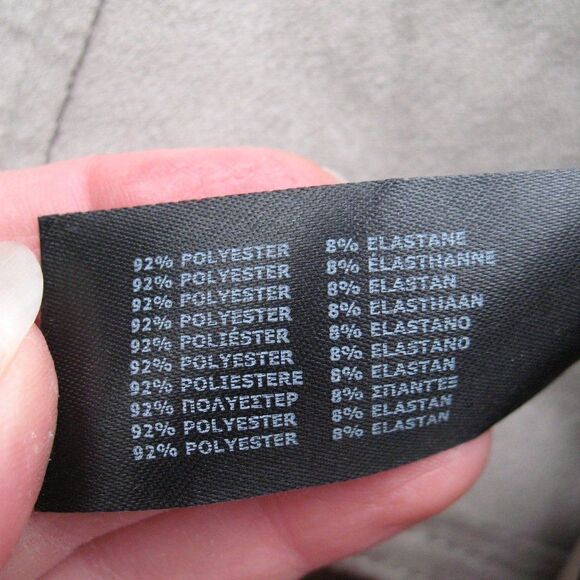 92% POLYESTER 8% ELASTANE
92% POLYESTER 8% ÉLASTHANNE
92% POLYESTER 8% ELASTAN
92% POLYESTER 8% ELASTHAAN
92% POLIÉSTER 8% ELASTANO
92% POLYESTER 8% ELASTANO
92% POLIESTERE 8% ELASTAN
92% ΠΟΛΥΕΣΤΕΡ 8% ΣΠΑΝΤΕΞ
92% POLYESTER 8% ELASTAN
92% POLYESTER 8% ELASTAN